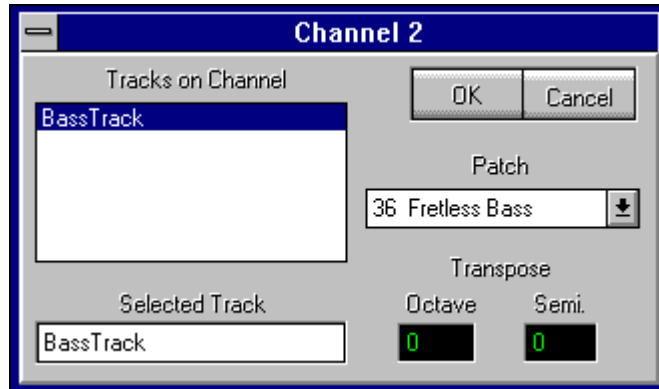 Channel 2
Tracks on Channel
BassTrack
OK
Cancel
Patch
36 Fretless Bass
Transpose
Octave
Semi.
0
0
Selected Track
BassTrack